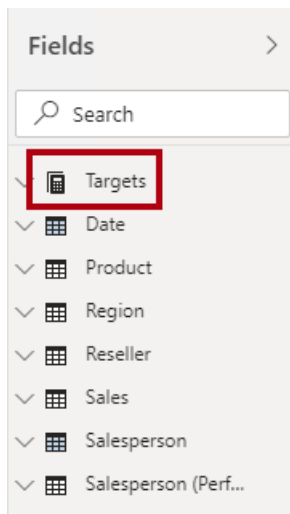 Fields
Search
Targets
Date
Product
Region
Reseller
Sales
Salesperson
Salesperson (Perf...